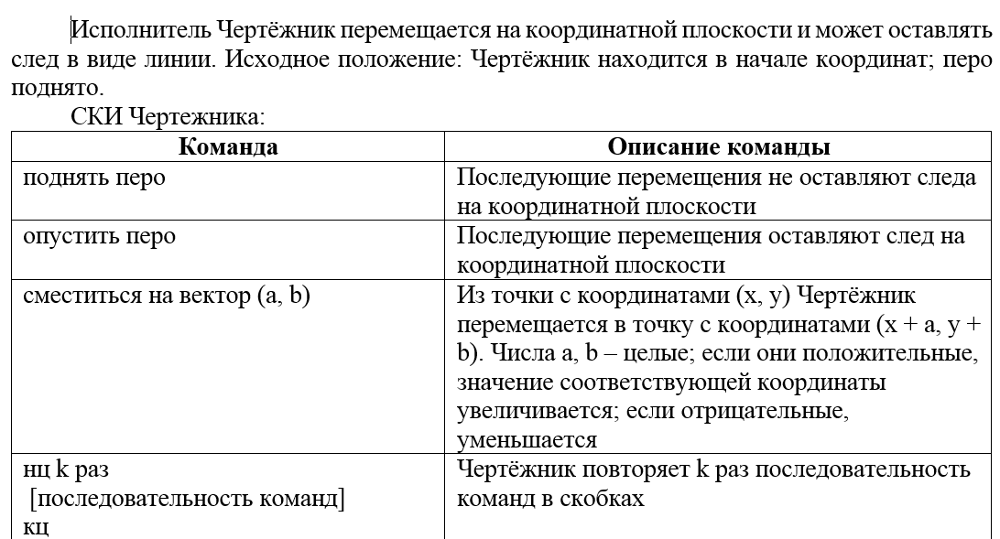 Исполнитель Чертёжник перемещается на координатной плоскости и может оставлять
след в виде линии. Исходное положение: Чертёжник находится в начале координат; перо
поднято.
СКИ Чертежника:
Команда
Описание команды
поднять перо
Последующие перемещения не оставляют следа
на координатной плоскости
опустить перо
Последующие перемещения оставляют след на
координатной плоскости
сместиться на вектор (a, b)
Из точки с координатами (x, y) Чертёжник
перемещается в точку с координатами (x + a, y +
b). Числа a, b – целые; если они положительные,
значение соответствующей координаты
увеличивается; если отрицательные,
уменьшается
нц k раз
[последовательность команд]
кц
Чертёжник повторяет k раз последовательность
команд в скобках